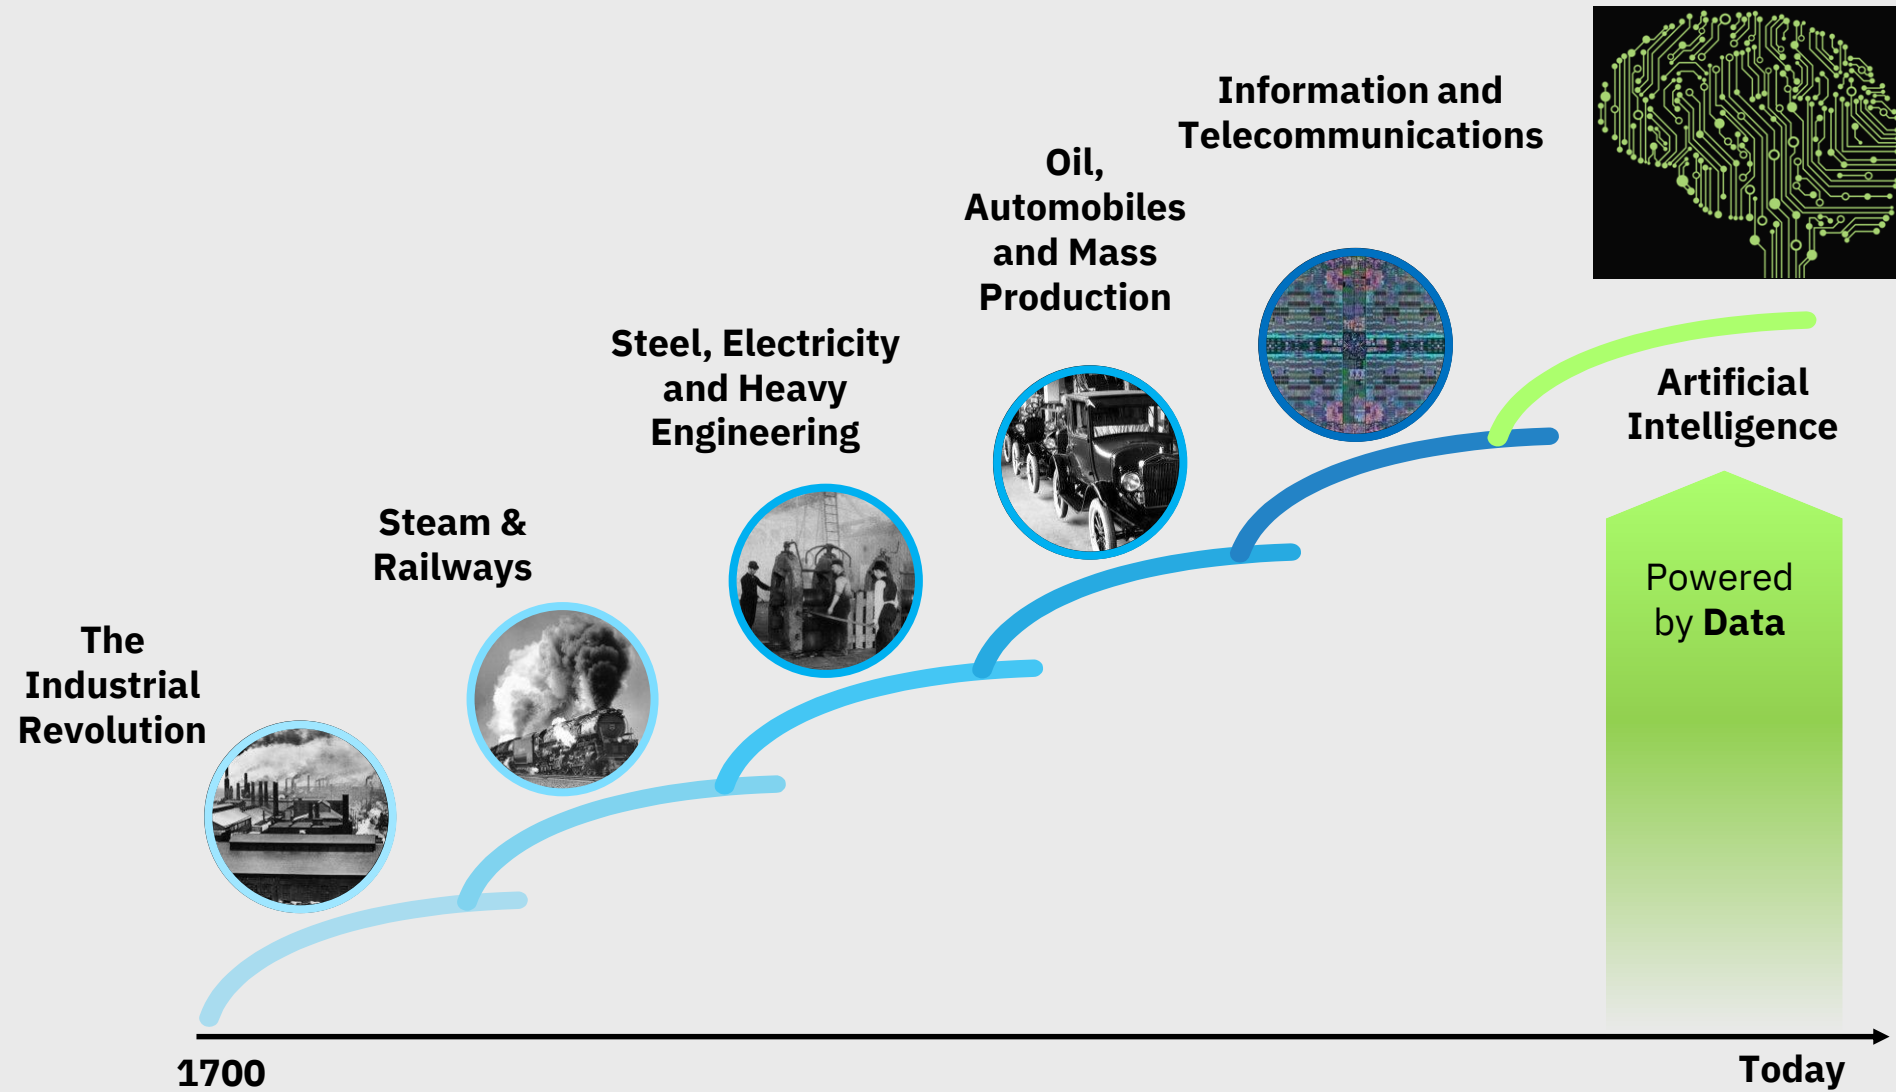 The
Industrial
Revolution
Steam &
Railways
Steel, Electricity
and Heavy
Engineering
Oil,
Automobiles
and Mass
Production
Information and
Telecommunications
Artificial
Intelligence
Powered
by Data
1700
Today